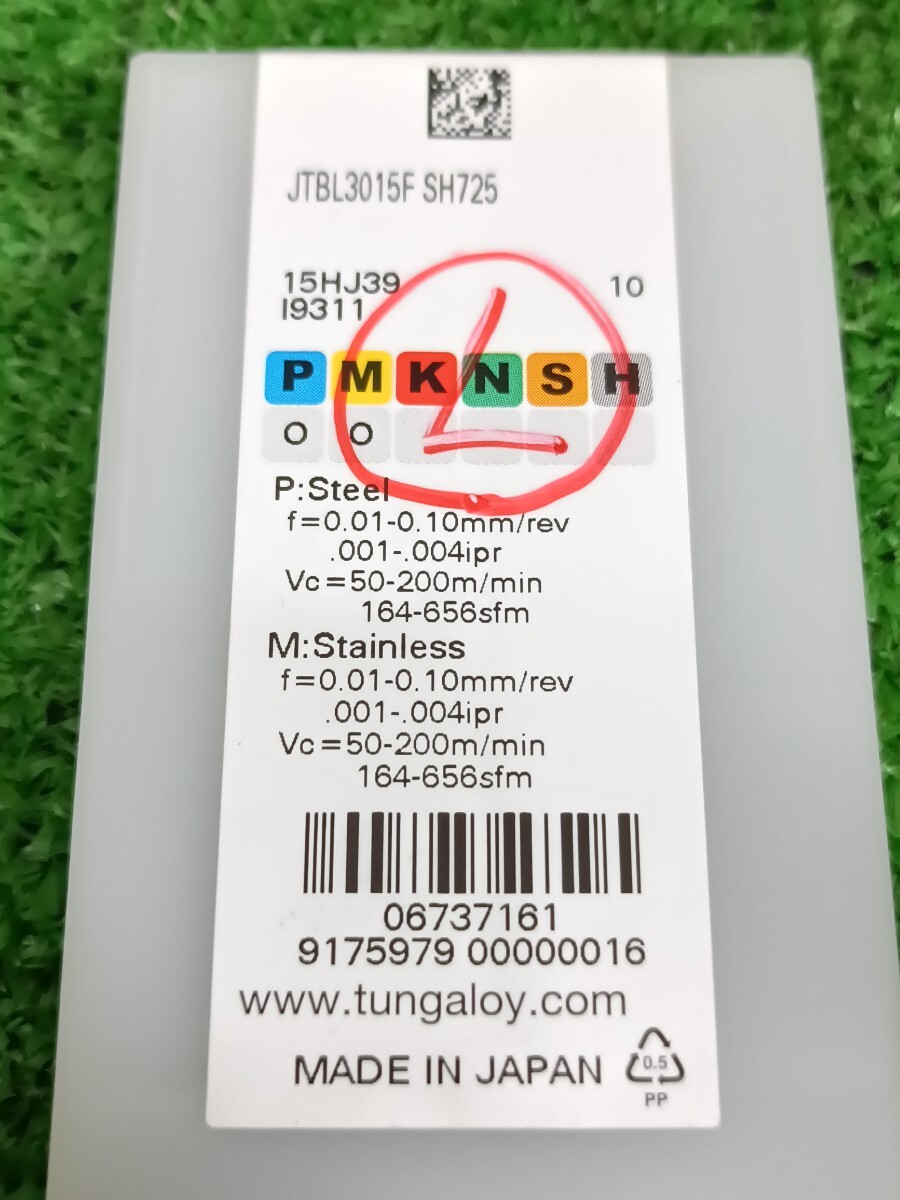 JTBL3015F SH725
15HJ39 10
I9311
P M K N S H
O O
L
P:Steel
f=0.01-0.10mm/rev
.001-.004ipr
Vc=50-200m/min
164-656sfm
M:Stainless
f=0.01-0.10mm/rev
.001-.004ipr
Vc=50-200m/min
164-656sfm
06737161
9175979 00000016
www.tungaloy.com
MADE IN JAPAN
0.5
PP